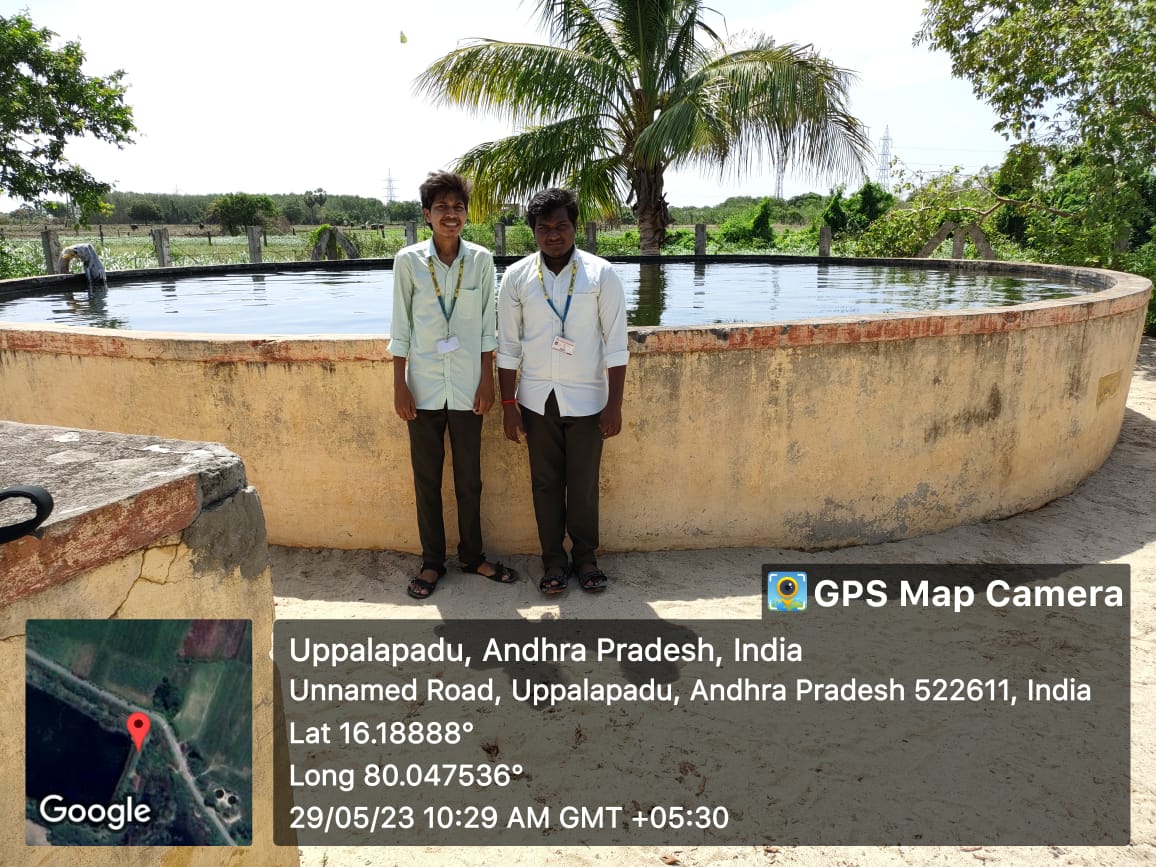 GPS Map Camera
Uppalapadu, Andhra Pradesh, India
Unnamed Road, Uppalapadu, Andhra Pradesh 522611, India
Lat 16.18888°
Long 80.047536°
29/05/23 10:29 AM GMT +05:30
Google